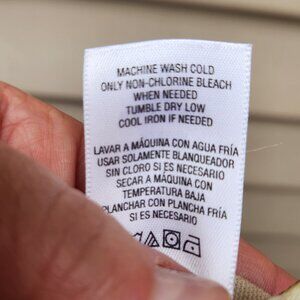 MACHINE WASH COLD
ONLY NON-CHLORINE BLEACH
WHEN NEEDED
TUMBLE DRY LOW
COOL IRON IF NEEDED
LAVAR A MÁQUINA CON AGUA FRÍA
USAR SOLAMENTE BLANQUEADOR
SIN CLORO SI ES NECESARIO
SECAR A MÁQUINA CON
TEMPERATURA BAJA
PLANCHAR CON PLANCHA FRÍA
SI ES NECESARIO